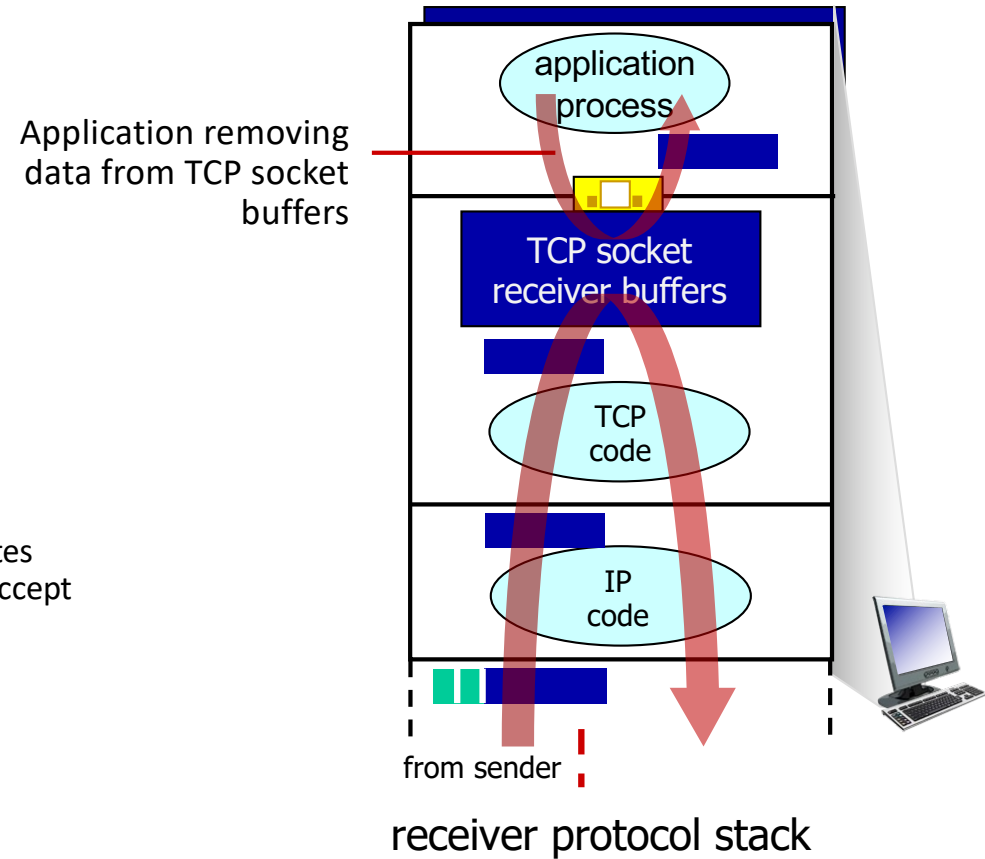 application
process
Application removing
data from TCP socket
buffers
TCP socket
receiver buffers
TCP
code
ccept
IP
code
from sender
receiver protocol stack